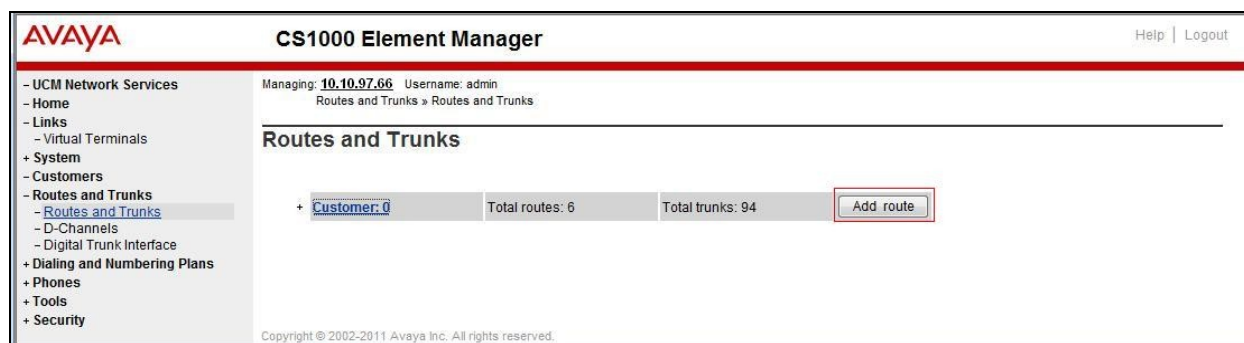 AVAYA
CS1000 Element Manager
Help | Logout
– UCM Network Services
– Home
– Links
– Virtual Terminals
+ System
– Customers
– Routes and Trunks
– Routes and Trunks
– D-Channels
– Digital Trunk Interface
+ Dialing and Numbering Plans
+ Phones
+ Tools
+ Security
Managing: 10.10.97.66 Username: admin
Routes and Trunks » Routes and Trunks
Routes and Trunks
+ Customer: 0 Total routes: 6 Total trunks: 94 Add route
Copyright © 2002-2011 Avaya Inc. All rights reserved.